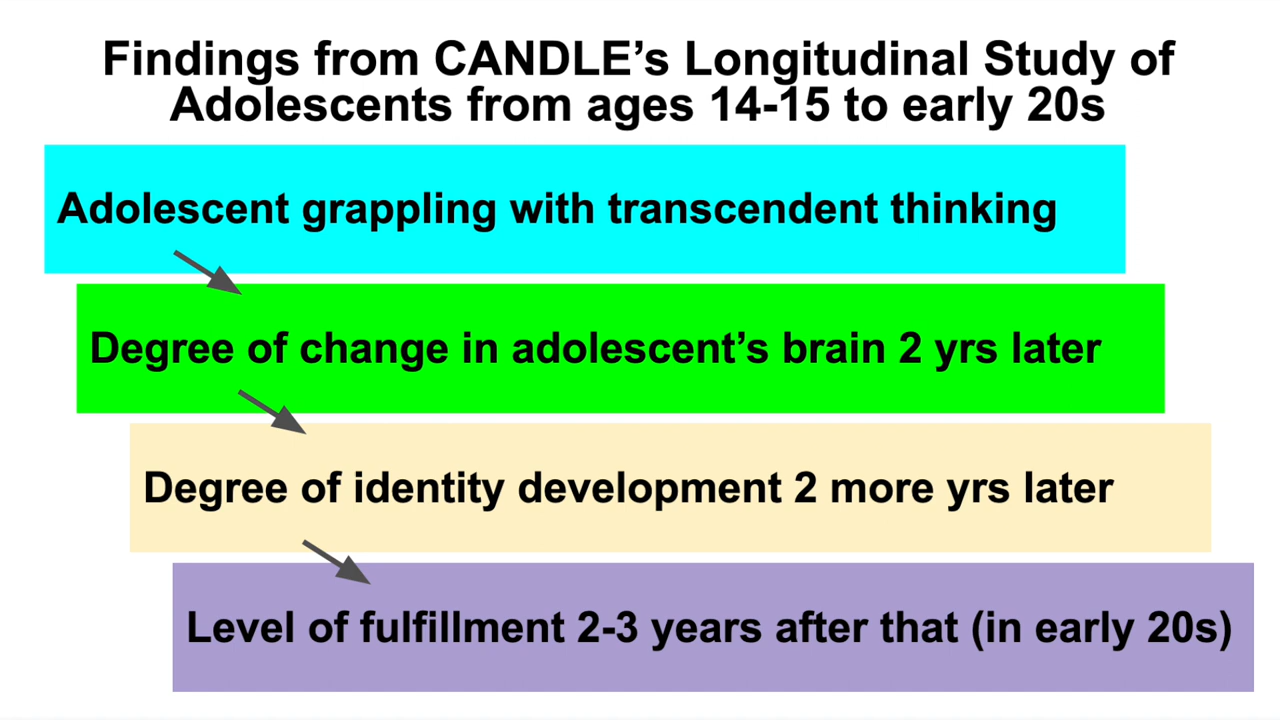 Findings from CANDLE’s Longitudinal Study of
Adolescents from ages 14-15 to early 20s
Adolescent grappling with transcendent thinking
Degree of change in adolescent’s brain 2 yrs later
Degree of identity development 2 more yrs later
Level of fulfillment 2-3 years after that (in early 20s)